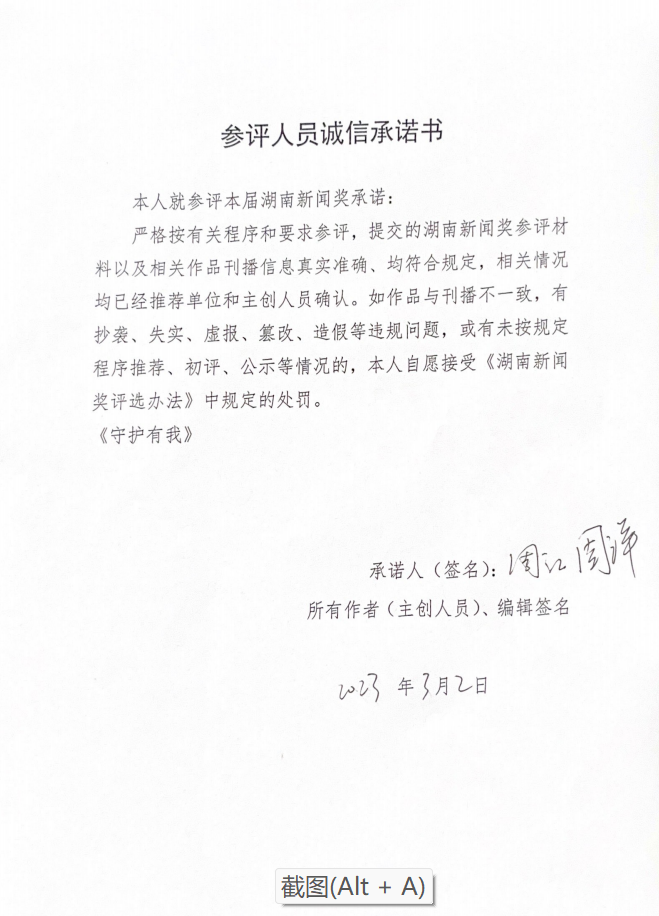 参评人员诚信承诺书
本人就参评本届湖南新闻奖承诺：
严格按有关程序和要求参评，提交的湖南新闻奖参评材
料以及相关作品刊播信息真实准确、均符合规定，相关情况
均已经推荐单位和主创人员确认。如作品与刊播不一致，有
抄袭、失实、虚报、篡改、造假等违规问题，或有未按规定
程序推荐、初评、公示等情况的，本人自愿接受《湖南新闻
奖评选办法》中规定的处罚。
《守护有我》
承诺人（签名）：周江 周洋
所有作者（主创人员）、编辑签名
2023 年 3 月 2 日
截图(Alt + A)